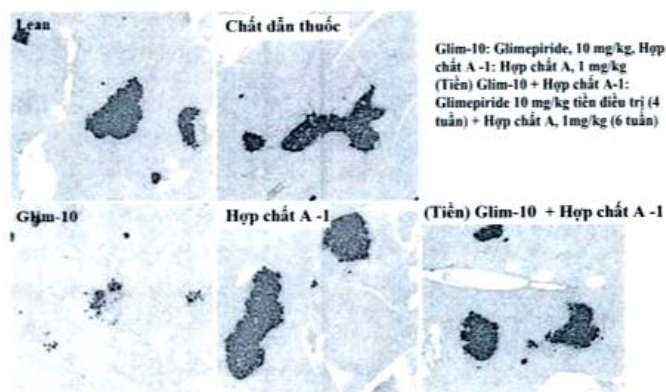 Lean
Chất dẫn thuốc
Glim-10: Glimepiride, 10 mg/kg, Hợp
chất A -1: Hợp chất A, 1 mg/kg
(Tiền) Glim-10 + Hợp chất A-1:
Glimepiride 10 mg/kg tiền điều trị (4
tuần) + Hợp chất A, 1mg/kg (6 tuần)
Glim-10
Hợp chất A -1
(Tiền) Glim-10 + Hợp chất A -1